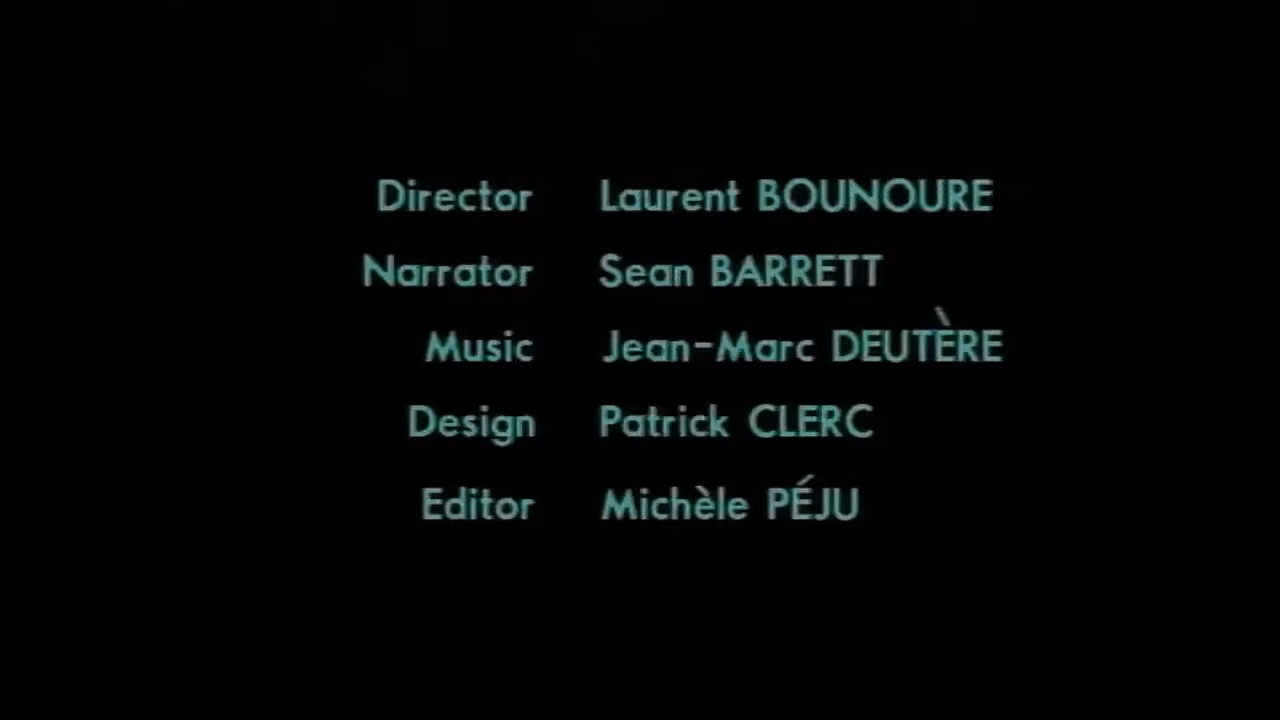 Director Laurent BOUNOURE
Narrator Sean BARRETT
Music Jean-Marc DEUTÈRE
Design Patrick CLERC
Editor Michèle PÉJU